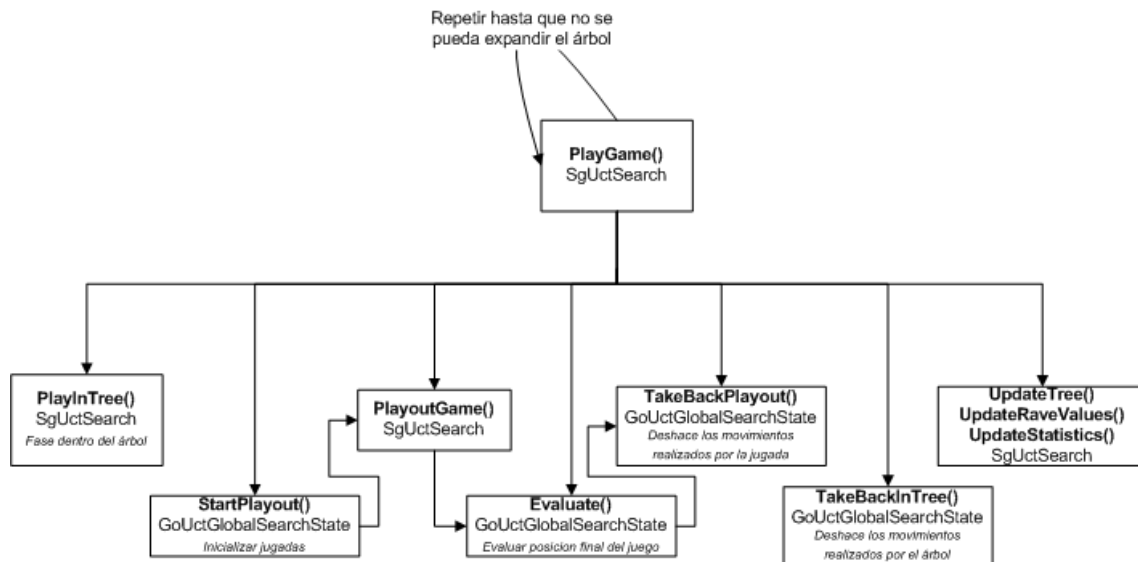 Repetir hasta que no se
pueda expandir el árbol
PlayGame()
SgUctSearch
PlayInTree()
SgUctSearch
Fase dentro del árbol
StartPlayout()
GoUctGlobalSearchState
Inicializar jugadas
PlayoutGame()
SgUctSearch
Evaluate()
GoUctGlobalSearchState
Evaluar posicion final del juego
TakeBackPlayout()
GoUctGlobalSearchState
Deshace los movimientos
realizados por la jugada
TakeBackInTree()
GoUctGlobalSearchState
Deshace los movimientos
realizados por el árbol
UpdateTree()
UpdateRaveValues()
UpdateStatistics()
SgUctSearch